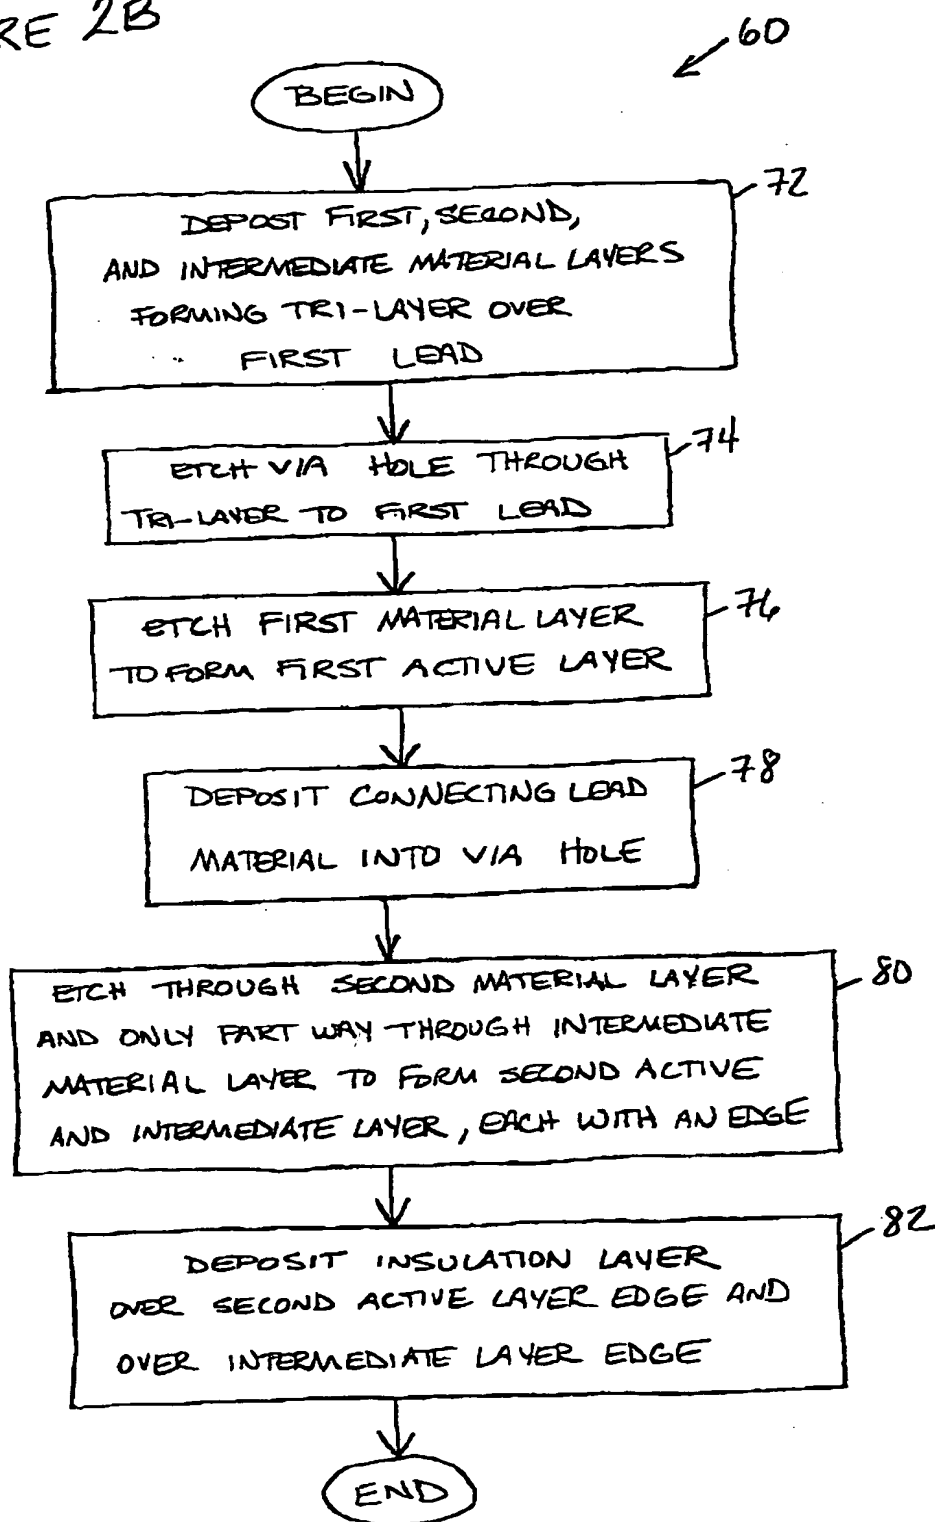 RE 2B
60
BEGIN
72
DEPOST FIRST, SECOND,
AND INTERMEDIATE MATERIAL LAYERS
FORMING TRI-LAYER OVER
FIRST LEAD
74
ETCH VIA HOLE THROUGH
TRI-LAYER TO FIRST LEAD
76
ETCH FIRST MATERIAL LAYER
TO FORM FIRST ACTIVE LAYER
78
DEPOSIT CONNECTING LEAD
MATERIAL INTO VIA HOLE
80
ETCH THROUGH SECOND MATERIAL LAYER
AND ONLY PART WAY THROUGH INTERMEDIATE
MATERIAL LAYER TO FORM SECOND ACTIVE
AND INTERMEDIATE LAYER, EACH WITH AN EDGE
82
DEPOSIT INSULATION LAYER
OVER SECOND ACTIVE LAYER EDGE AND
OVER INTERMEDIATE LAYER EDGE
END